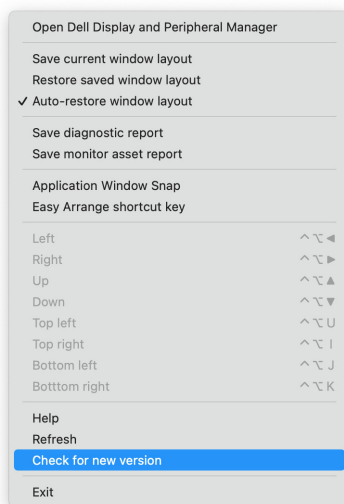 Open Dell Display and Peripheral Manager
Save current window layout
Restore saved window layout
✓ Auto-restore window layout
Save diagnostic report
Save monitor asset report
Application Window Snap
Easy Arrange shortcut key
Left ^⌥◀
Right ^⌥▶
Up ^⌥▲
Down ^⌥▼
Top left ^⌥U
Top right ^⌥I
Bottom left ^⌥J
Botttom right ^⌥K
Help
Refresh
Check for new version
Exit